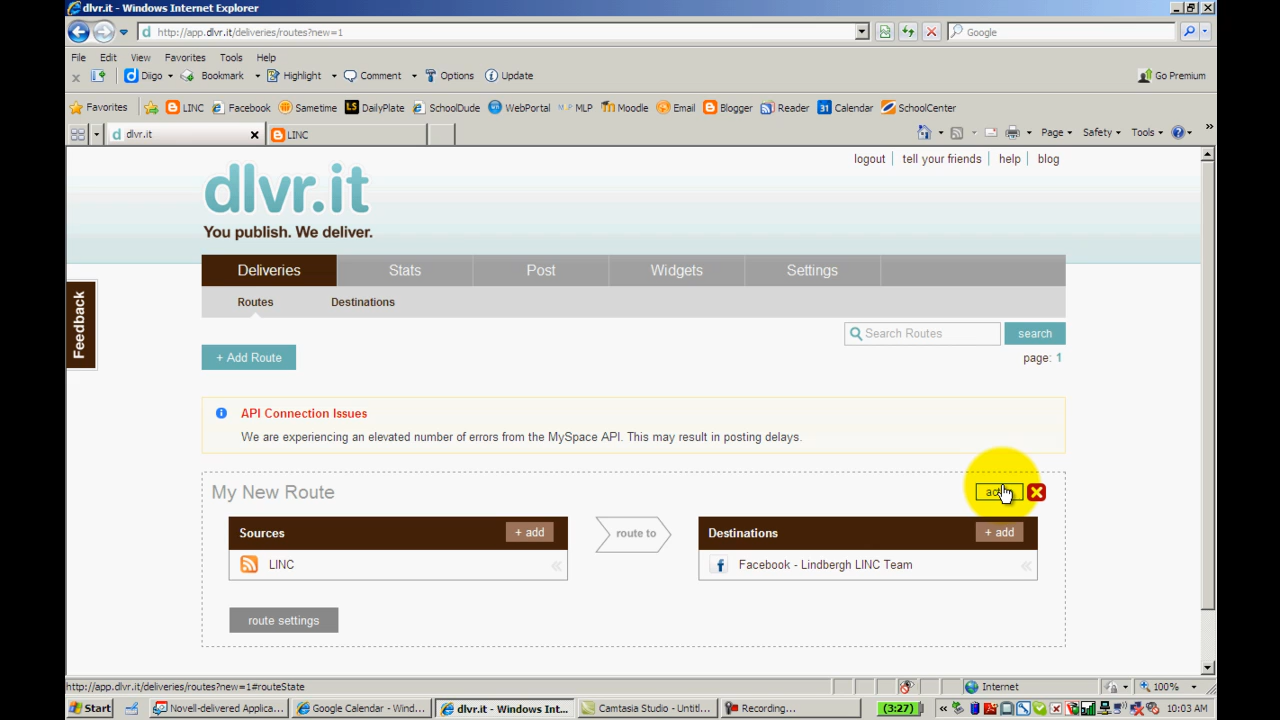 dlvr.it - Windows Internet Explorer
http://app.dlvr.it/deliveries/routes?new=1
Google
File Edit View Favorites Tools Help
Diigo Bookmark Highlight Comment Options Update Go Premium
Favorites LINC Facebook Sametime DailyPlate SchoolDude WebPortal MLP Moodle Email Blogger Reader Calendar SchoolCenter
dlvr.it LINC Page Safety Tools
logout tell your friends help blog
dlvr.it
You publish. We deliver.
Deliveries Stats Post Widgets Settings
Routes Destinations
Feedback
Search Routes search
+ Add Route page: 1
API Connection Issues
We are experiencing an elevated number of errors from the MySpace API. This may result in posting delays.
My New Route
Sources + add route to Destinations + add
LINC Facebook - Lindbergh LINC Team
route settings
http://app.dlvr.it/deliveries/routes?new=1#routeState Internet 100%
Start Novell-delivered Applica... Google Calendar - Wind... dlvr.it - Windows Int... Camtasia Studio - Untitl... Recording... (3:27) 10:03 AM